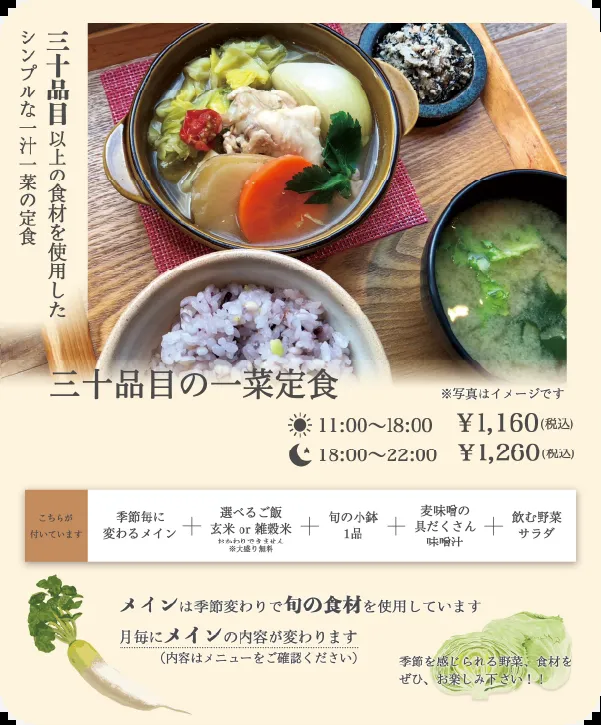 三十品目以上の食材を使用した
シンプルな一汁一菜の定食
三十品目の一菜定食
※写真はイメージです
11:00〜18:00 ￥1,160(税込)
18:00〜22:00 ￥1,260(税込)
こちらが
付いています
季節毎に
変わるメイン
＋
選べるご飯
玄米 or 雑穀米
おかわりできません
※大盛り無料
＋
旬の小鉢
1品
＋
麦味噌の
具だくさん
味噌汁
＋
飲む野菜
サラダ
メインは季節変わりで旬の食材を使用しています
月毎にメインの内容が変わります
（内容はメニューをご確認ください）
季節を感じられる野菜、食材を
ぜひ、お楽しみ下さい！！